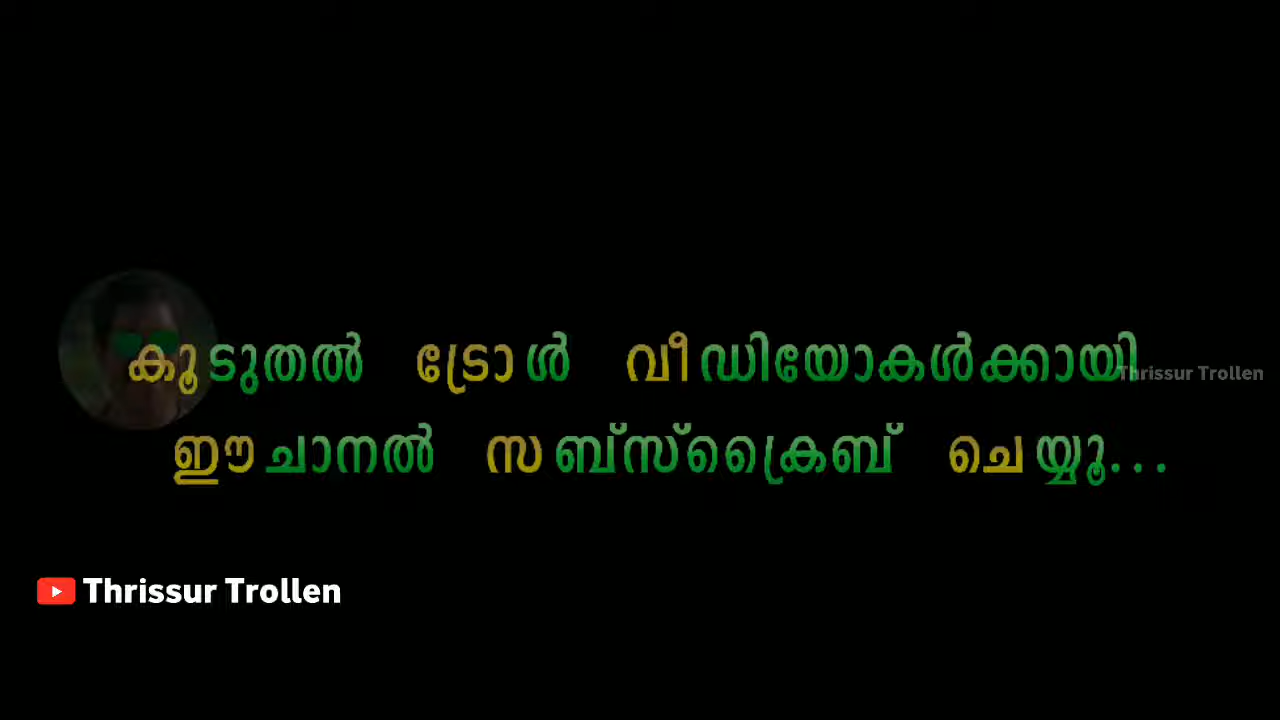 കൂടുതൽ ട്രോൾ വീഡിയോകൾക്കായി
Thrissur Trollen
ഈ ചാനൽ സബ്സ്ക്രൈബ് ചെയ്യൂ...
Thrissur Trollen